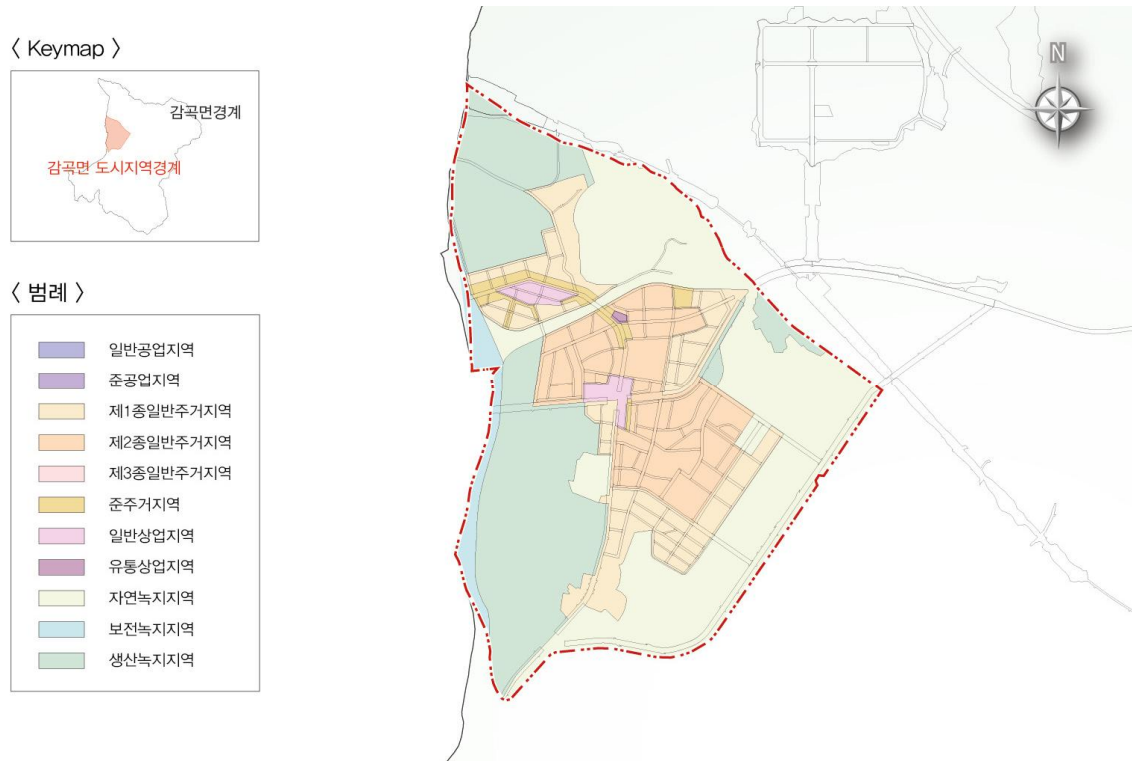 〈 Keymap 〉
감곡면경계
감곡면 도시지역경계
〈 범례 〉
일반공업지역
준공업지역
제1종일반주거지역
제2종일반주거지역
제3종일반주거지역
준주거지역
일반상업지역
유통상업지역
자연녹지지역
보전녹지지역
생산녹지지역
N